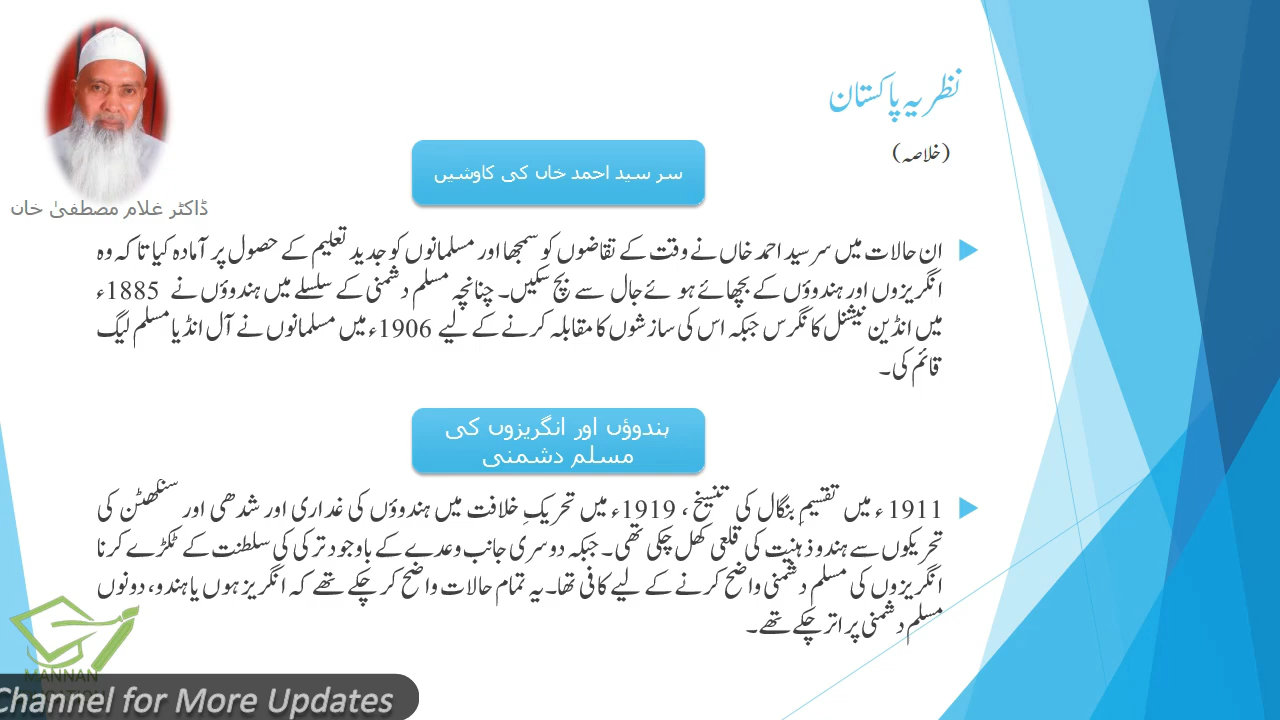 نظریہ پاکستان
(خلاصہ)
ڈاکٹر غلام مصطفیٰ خان
سر سید احمد خاں کی کاوشیں
ان حالات میں سر سید احمد خاں نے وقت کے تقاضوں کو سمجھا اور مسلمانوں کو جدید تعلیم کے حصول پر آمادہ کیا تا کہ وہ
انگریزوں اور ہندوؤں کے بچھائے ہوئے جال سے بچ سکیں۔ چنانچہ مسلم دشمنی کے سلسلے میں ہندوؤں نے 1885ء
میں انڈین نیشنل کانگرس جبکہ اس کی سازشوں کا مقابلہ کرنے کے لیے 1906ء میں مسلمانوں نے آل انڈیا مسلم لیگ
قائم کی۔
ہندوؤں اور انگریزوں کی
مسلم دشمنی
1911ء میں تقسیمِ بنگال کی تنسیخ ، 1919ء میں تحریکِ خلافت میں ہندوؤں کی غداری اور شدھی اور سنگھٹن کی
تحریکوں سے ہندو ذہنیت کی قلعی کھل چکی تھی۔ جبکہ دوسری جانب وعدے کے باوجود ترکی کی سلطنت کے ٹکڑے کرنا
انگریزوں کی مسلم دشمنی واضح کرنے کے لیے کافی تھا۔ یہ تمام حالات واضح کر چکے تھے کہ انگریز ہوں یا ہندو، دونوں
مسلم دشمنی پر اتر چکے تھے۔
MANNAN
Channel for More Updates